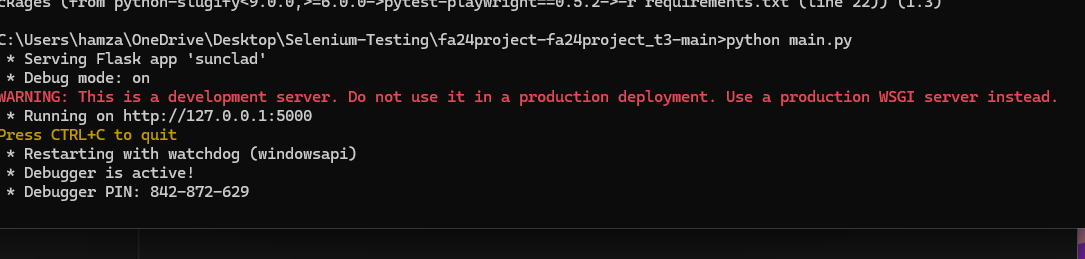 ckages (from python-slugify<9.0.0,>=6.0.0->pytest-playwright==0.5.2->-r requirements.txt (line 22)) (1.3)
C:\Users\hamza\OneDrive\Desktop\Selenium-Testing\fa24project-fa24project_t3-main>python main.py
 * Serving Flask app 'sunclad'
 * Debug mode: on
WARNING: This is a development server. Do not use it in a production deployment. Use a production WSGI server instead.
 * Running on http://127.0.0.1:5000
Press CTRL+C to quit
 * Restarting with watchdog (windowsapi)
 * Debugger is active!
 * Debugger PIN: 842-872-629